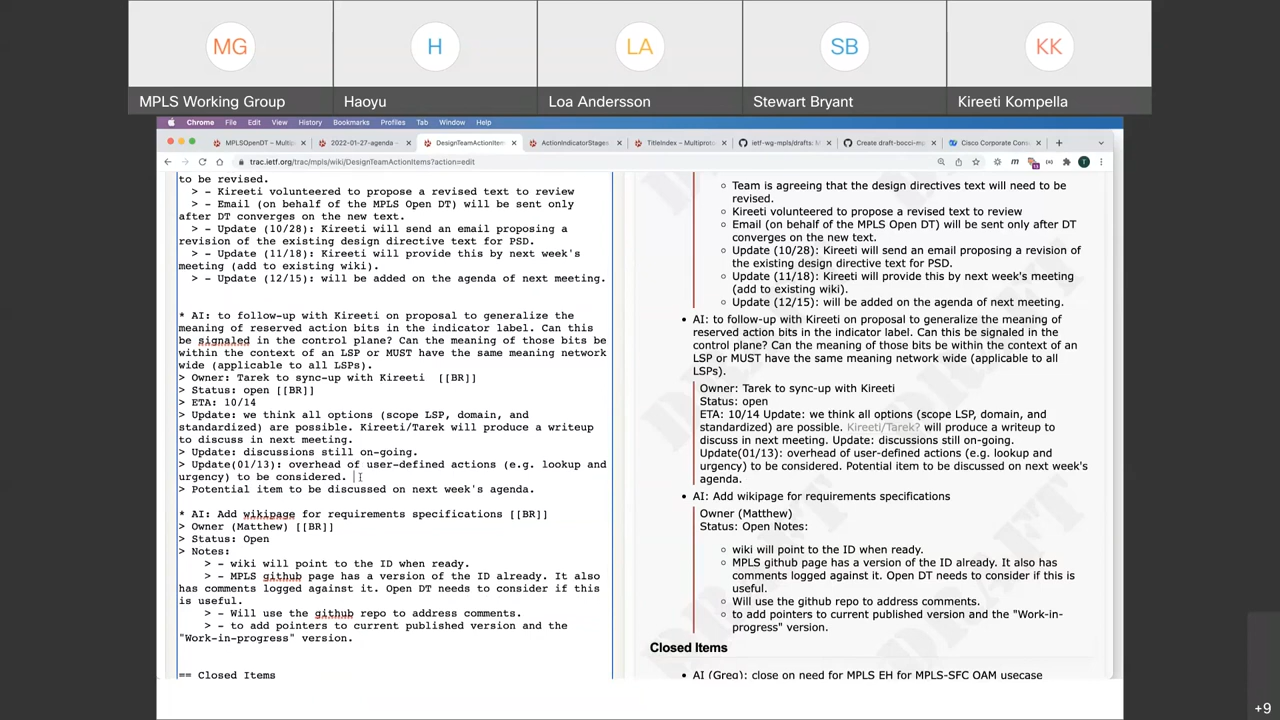 MG
H
LA
SB
KK
MPLS Working Group
Haoyu
Loa Andersson
Stewart Bryant
Kireeti Kompella
Chrome File Edit View History Bookmarks Profiles Tab Window Help
MPLSOpenDT – Multip
2022-01-27-agenda –
DesignTeamActionItems
ActionIndicatorStages
TitleIndex – Multiproto
ietf-wg-mpls/drafts: M
Create draft-bocci-mp
Cisco Corporate Cons
trac.ietf.org/trac/mpls/wiki/DesignTeamActionItems?action=edit
to be revised.
> - Kireeti volunteered to propose a revised text to review
> - Email (on behalf of the MPLS Open DT) will be sent only
after DT converges on the new text.
> - Update (10/28): Kireeti will send an email proposing a
revision of the existing design directive text for PSD.
> - Update (11/18): Kireeti will provide this by next week's
meeting (add to existing wiki).
> - Update (12/15): will be added on the agenda of next meeting.
* AI: to follow-up with Kireeti on proposal to generalize the
meaning of reserved action bits in the indicator label. Can this
be signaled in the control plane? Can the meaning of those bits be
within the context of an LSP or MUST have the same meaning network
wide (applicable to all LSPs).
> Owner: Tarek to sync-up with Kireeti [[BR]]
> Status: open [[BR]]
> ETA: 10/14
> Update: we think all options (scope LSP, domain, and
standardized) are possible. Kireeti/Tarek will produce a writeup
to discuss in next meeting.
> Update: discussions still on-going.
> Update(01/13): overhead of user-defined actions (e.g. lookup and
urgency) to be considered.
> Potential item to be discussed on next week's agenda.
* AI: Add wikipage for requirements specifications [[BR]]
> Owner (Matthew) [[BR]]
> Status: Open
> Notes:
> - wiki will point to the ID when ready.
> - MPLS github page has a version of the ID already. It also
has comments logged against it. Open DT needs to consider if this
is useful.
> - Will use the github repo to address comments.
> - to add pointers to current published version and the
"Work-in-progress" version.
== Closed Items
Team is agreeing that the design directives text will need to be
revised.
Kireeti volunteered to propose a revised text to review
Email (on behalf of the MPLS Open DT) will be sent only after DT
converges on the new text.
Update (10/28): Kireeti will send an email proposing a revision of
the existing design directive text for PSD.
Update (11/18): Kireeti will provide this by next week's meeting
(add to existing wiki).
Update (12/15): will be added on the agenda of next meeting.
AI: to follow-up with Kireeti on proposal to generalize the meaning of
reserved action bits in the indicator label. Can this be signaled in the
control plane? Can the meaning of those bits be within the context of an
LSP or MUST have the same meaning network wide (applicable to all
LSPs).
Owner: Tarek to sync-up with Kireeti
Status: open
ETA: 10/14 Update: we think all options (scope LSP, domain, and
standardized) are possible. Kireeti/Tarek? will produce a writeup to
discuss in next meeting. Update: discussions still on-going.
Update(01/13): overhead of user-defined actions (e.g. lookup and
urgency) to be considered. Potential item to be discussed on next week's
agenda.
AI: Add wikipage for requirements specifications
Owner (Matthew)
Status: Open Notes:
wiki will point to the ID when ready.
MPLS github page has a version of the ID already. It also has
comments logged against it. Open DT needs to consider if this is
useful.
Will use the github repo to address comments.
to add pointers to current published version and the "Work-in-
progress" version.
Closed Items
AI (Greg): close on need for MPLS EH for MPLS-SFC OAM usecase
DRAFT
+9